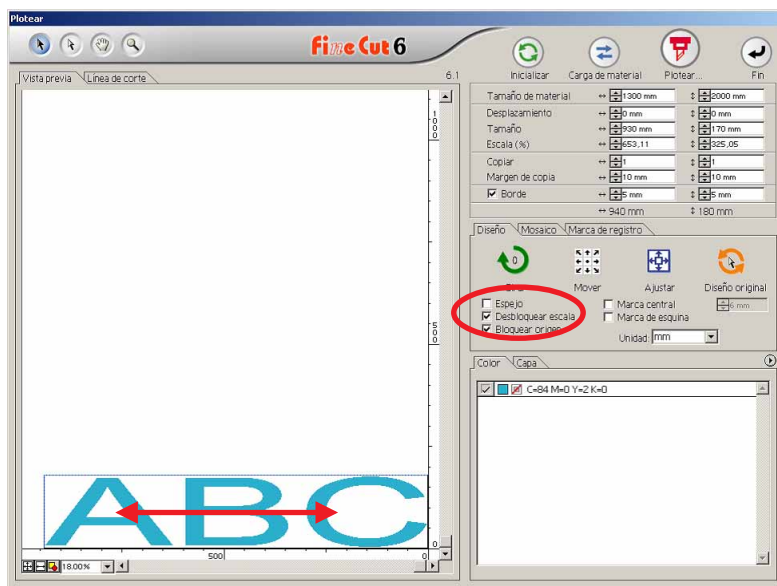 Plotear
Fine Cut 6
Inicializar Carga de material Plotear... Fin
Vista previa Línea de corte 6.1
Tamaño de material 1300 mm 2000 mm
Desplazamiento 0 mm 0 mm
Tamaño 930 mm 170 mm
Escala (%) 653,11 325,05
Copiar 1 1
Margen de copia 10 mm 10 mm
Borde 5 mm 5 mm
940 mm 180 mm
Diseño Mosaico Marca de registro
0
Mover Ajustar Diseño original
Espejo Marca central 6 mm
Desbloquear escala Marca de esquina
Bloquear origen
Unidad: mm
Color Capa
C=84 M=0 Y=2 K=0
1000
500
ABC
0
500 0
18.00%